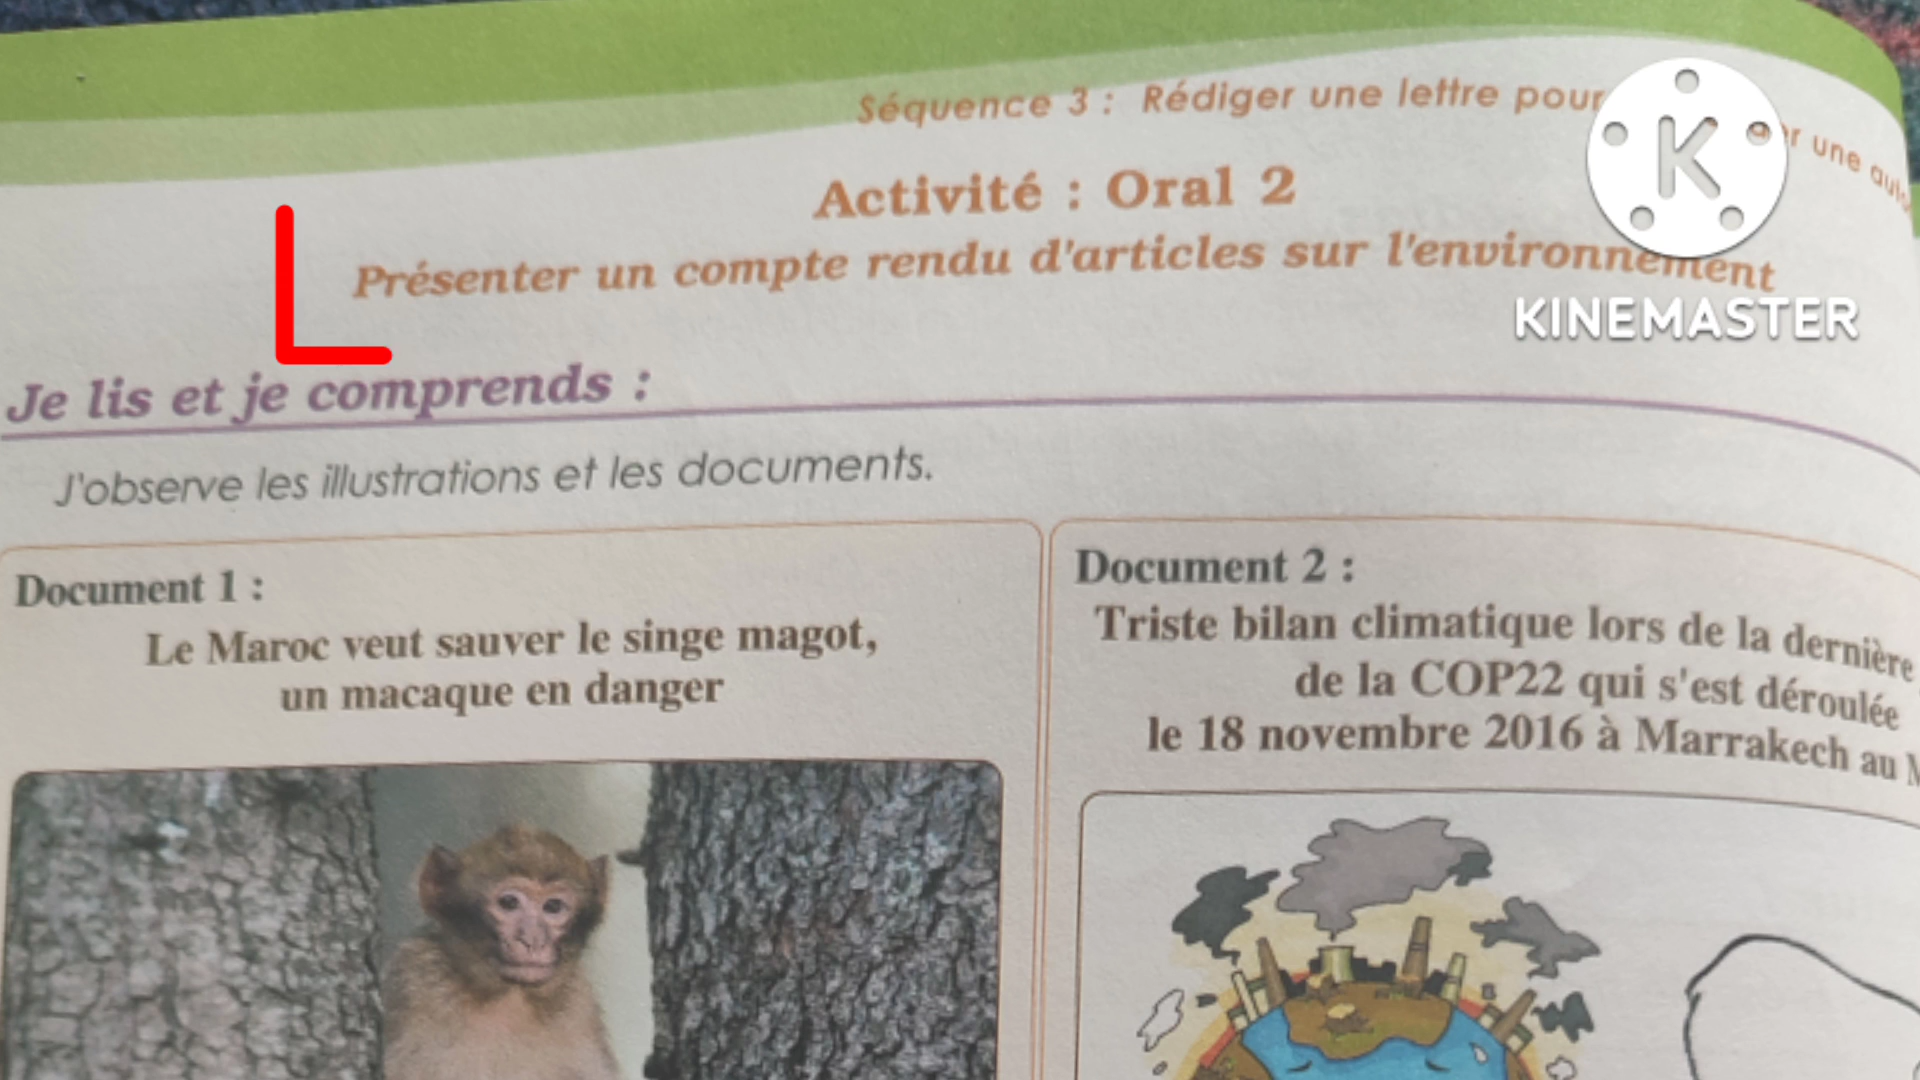 Séquence 3 : Rédiger une lettre pour
une
Activité : Oral 2
Présenter un compte rendu d'articles sur l'environnement
K
KINEMASTER
Je lis et je comprends :
J'observe les illustrations et les documents.
Document 1 :
Le Maroc veut sauver le singe magot,
un macaque en danger
Document 2 :
Triste bilan climatique lors de la dernière
de la COP22 qui s'est déroulée
le 18 novembre 2016 à Marrakech au